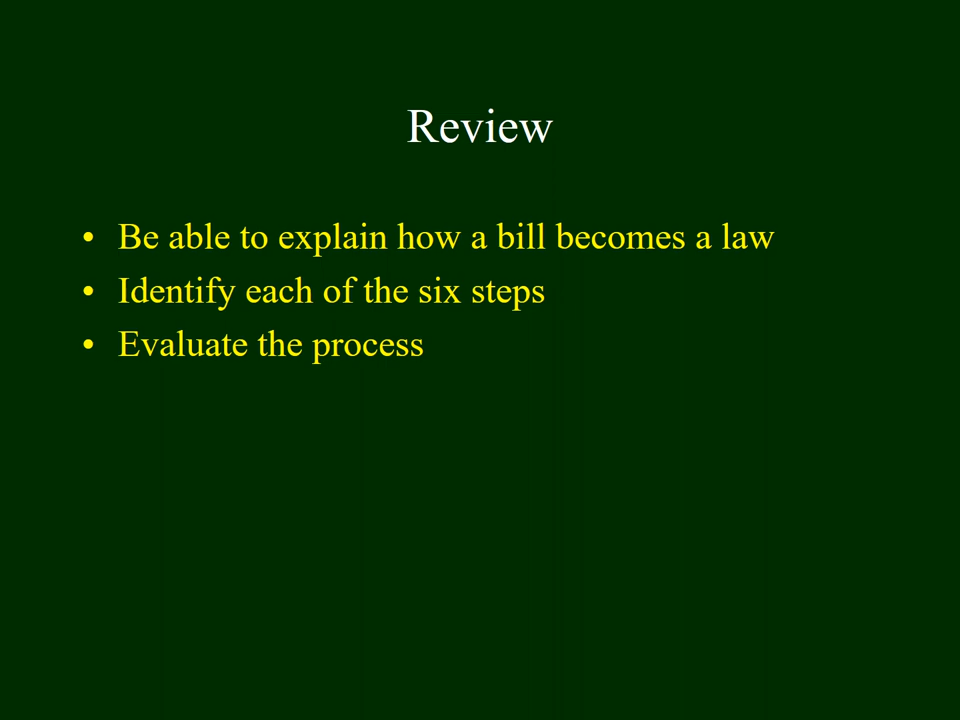 Review
• Be able to explain how a bill becomes a law
• Identify each of the six steps
• Evaluate the process